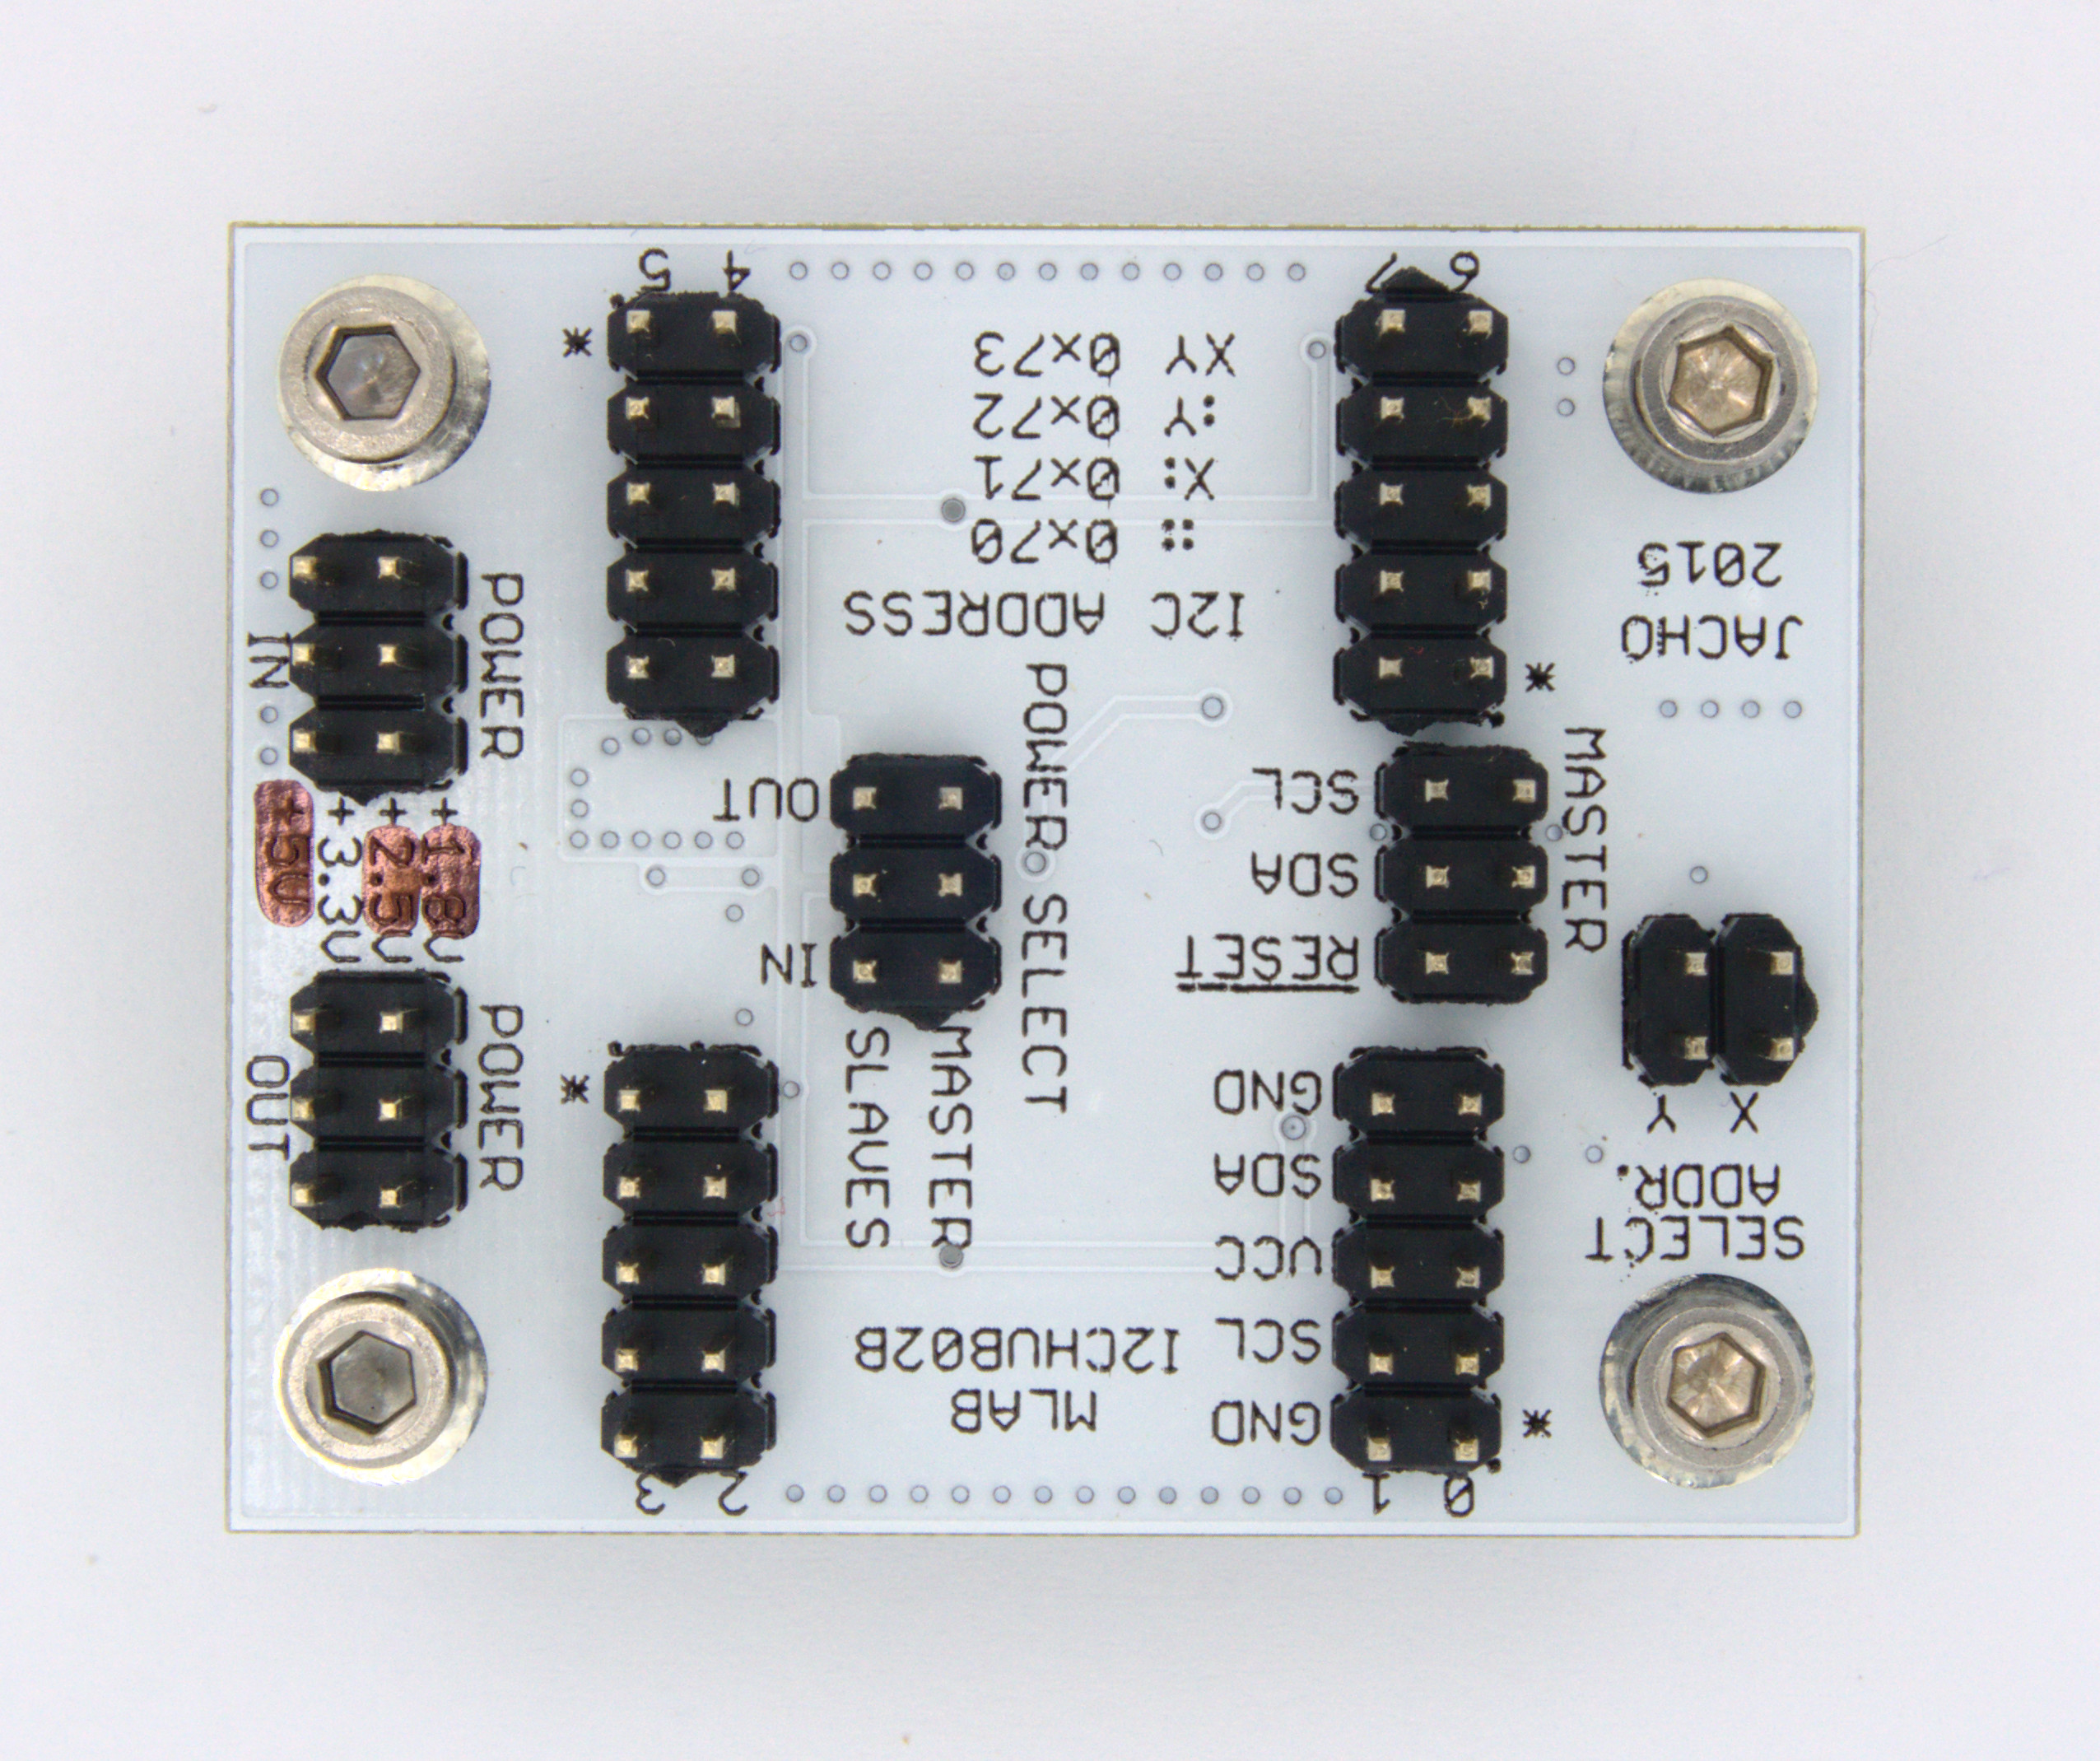 0 1
2 3
*
GND
SCL
VCC
SDA
GND
MLAB
I2CHUB02B
SELECT
ADDR.
X Y
MASTER
RESET
SDA
SCL
POWER SELECT
MASTER
SLAVES
IN
OUT
*
POWER
OUT
+1.8V
+2.5V
+3.3V
+5V
POWER
IN
JACHO
2015
*
I2C ADDRESS
:: 0x70
X: 0x71
:Y 0x72
XY 0x73
*
6 7
4 5